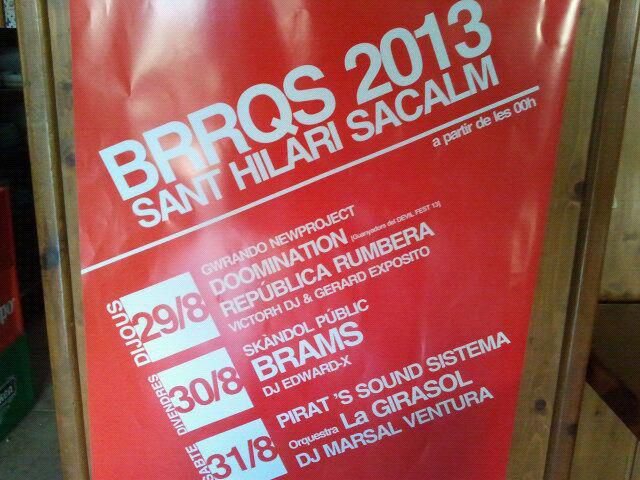 BRRQS 2013
SANT HILARI SACALM
a partir de les 00h
DIJOUS
29/8
GWRANDO NEWPROJECT
DOOMINATION [Guanyadors del DEVIL FEST 13]
REPÚBLICA RUMBERA
VICTORH DJ & GERARD EXPOSITO
DIVENDRES
30/8
SKÀNDOL PÚBLIC
BRAMS
DJ EDWARD-X
SABTE
31/8
PIRAT 'S SOUND SISTEMA
Orquestra La GIRASOL
DJ MARSAL VENTURA